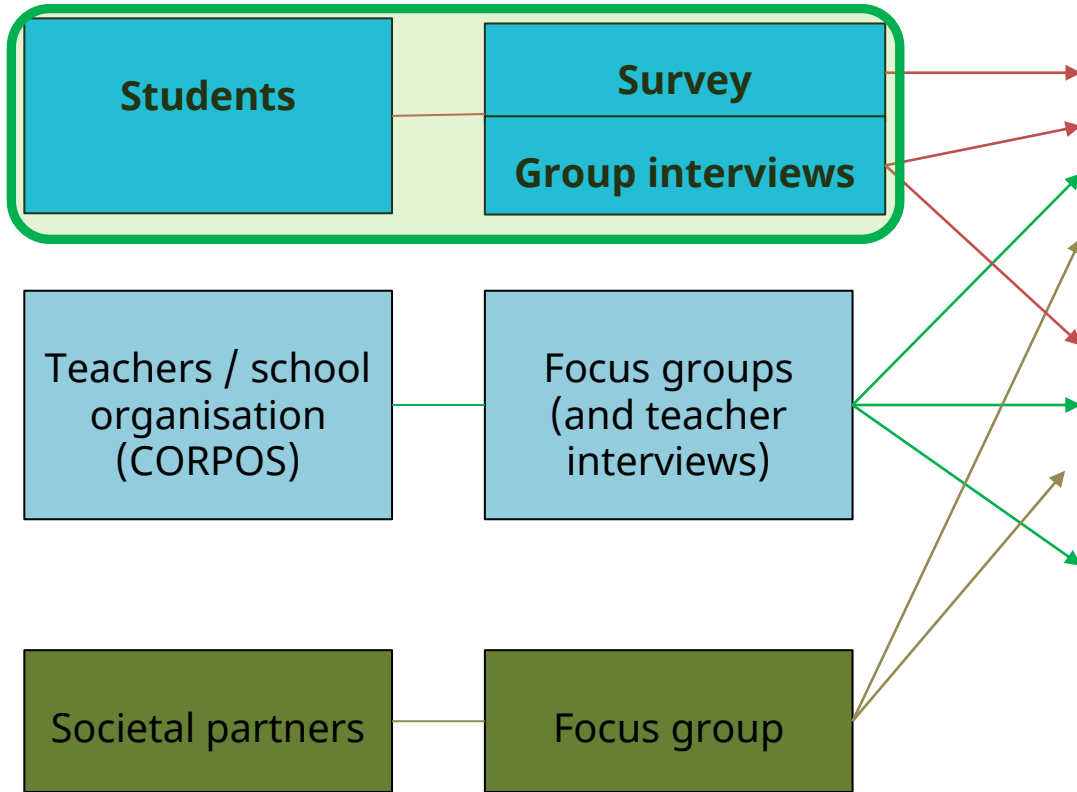 Students
Survey
Group interviews
Teachers / school
organisation
(CORPOS)
Focus groups
(and teacher
interviews)
Societal partners
Focus group